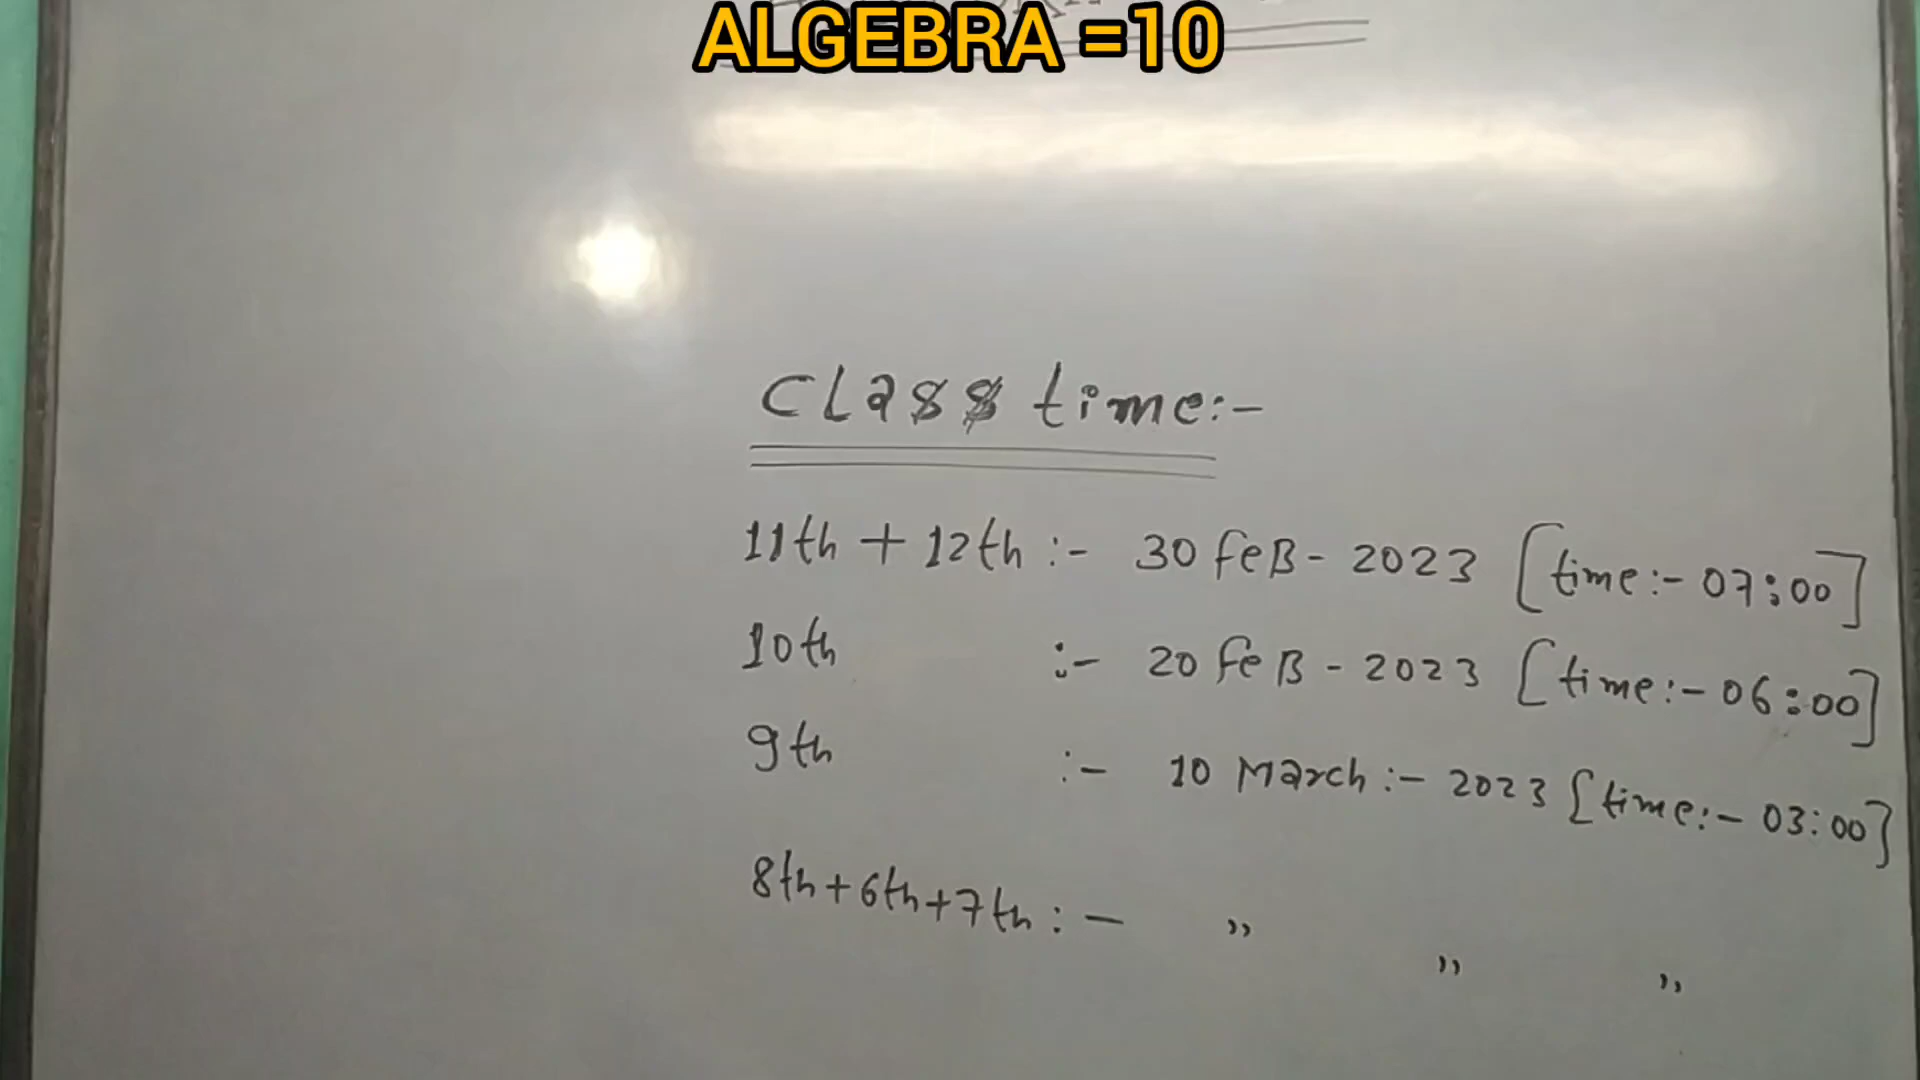 ALGEBRA =10
Class time:-
11th + 12th :- 30 FeB - 2023 [time:- 07:00]
10th :- 20 FeB - 2023 [time:- 06:00]
9th :- 10 March :- 2023 [time:- 03:00]
8th+6th+7th : - ,, ,, ,,